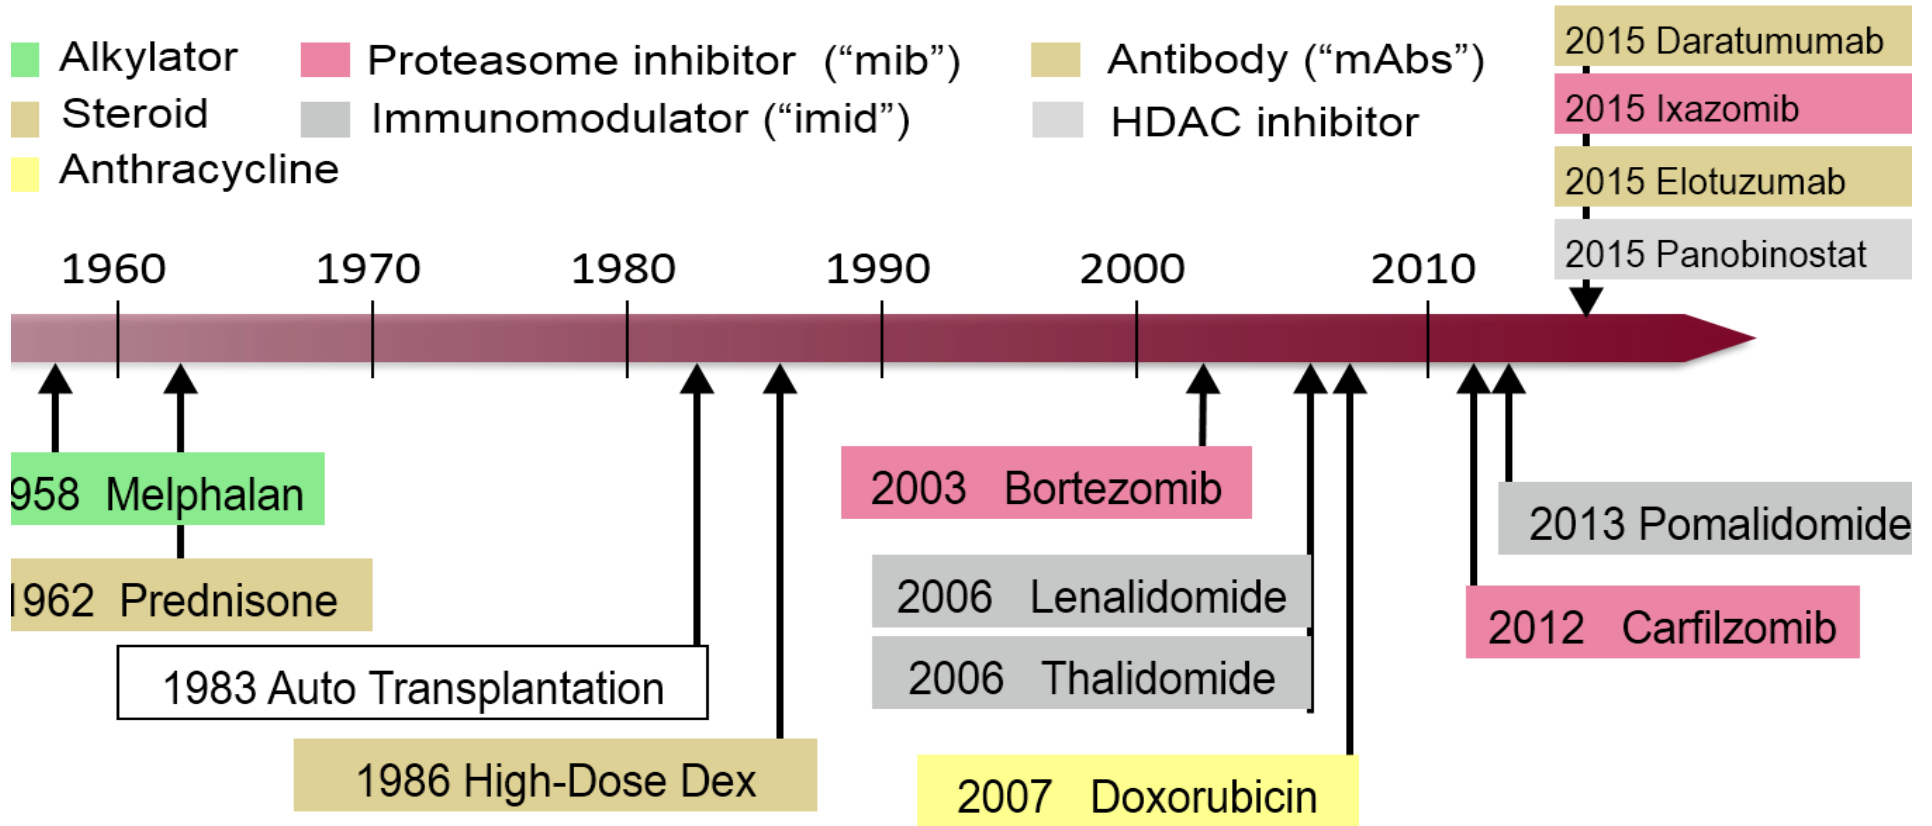 Alkylator
Proteasome inhibitor (“mib”)
Antibody (“mAbs”)
Steroid
Immunomodulator (“imid”)
HDAC inhibitor
Anthracycline
2015 Daratumumab
2015 Ixazomib
2015 Elotuzumab
2015 Panobinostat
1960 1970 1980 1990 2000 2010
958 Melphalan
1962 Prednisone
1983 Auto Transplantation
1986 High-Dose Dex
2003 Bortezomib
2006 Lenalidomide
2006 Thalidomide
2007 Doxorubicin
2013 Pomalidomide
2012 Carfilzomib